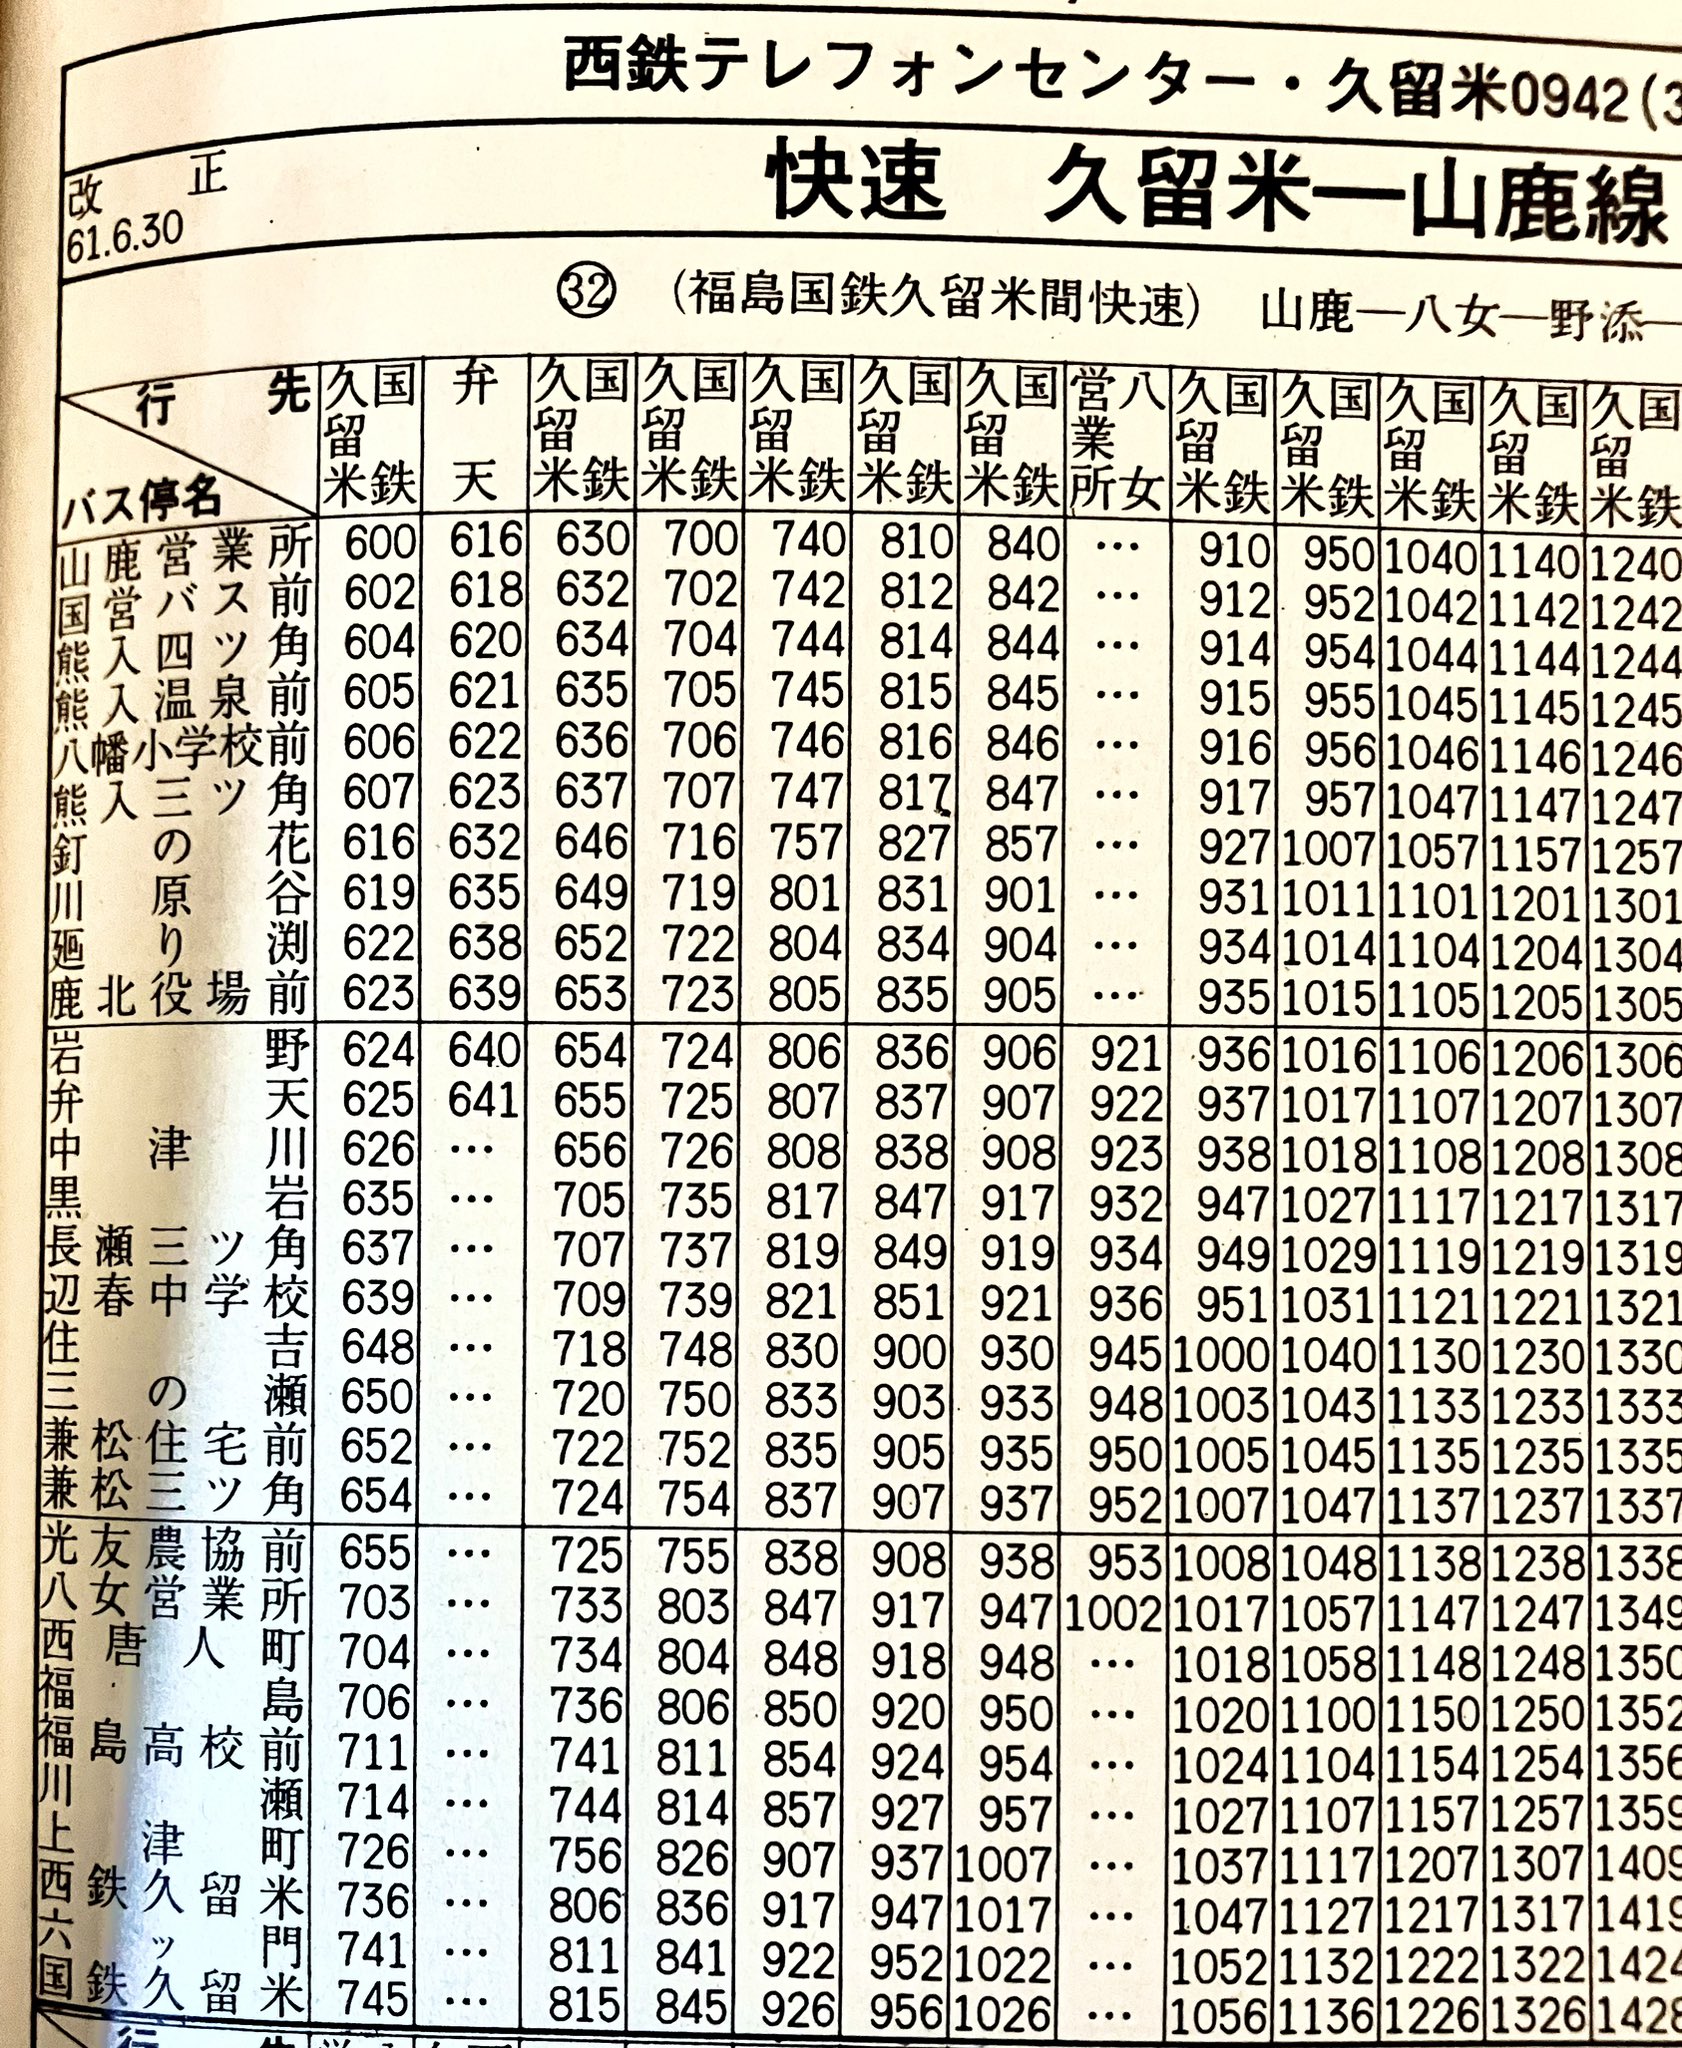 西鉄テレフォンセンター・久留米0942(3
改正
61.6.30
快速　久留米―山鹿線
㉜　(福島国鉄久留米間快速)　山鹿―八女―野添―
行先 国鉄久留米 弁天 国鉄久留米 国鉄久留米 国鉄久留米 国鉄久留米 国鉄久留米 八女営業所 国鉄久留米 国鉄久留米 国鉄久留米 国鉄久留米 国鉄久留米
バス停名
山鹿営業所 600 616 630 700 740 810 840 … 910 950 1040 1140 1240
国営バス前 602 618 632 702 742 812 842 … 912 952 1042 1142 1242
熊入四ツ角 604 620 634 704 744 814 844 … 914 954 1044 1144 1244
熊入温泉前 605 621 635 705 745 815 845 … 915 955 1045 1145 1245
八幡小学校前 606 622 636 706 746 816 846 … 916 956 1046 1146 1246
熊入三ツ角 607 623 637 707 747 817 847 … 917 957 1047 1147 1247
釘の花 616 632 646 716 757 827 857 … 927 1007 1057 1157 1257
川原谷 619 635 649 719 801 831 901 … 931 1011 1101 1201 1301
廻り渕 622 638 652 722 804 834 904 … 934 1014 1104 1204 1304
鹿北役場前 623 639 653 723 805 835 905 … 935 1015 1105 1205 1305
岩野 624 640 654 724 806 836 906 921 936 1016 1106 1206 1306
弁天 625 641 655 725 807 837 907 922 937 1017 1107 1207 1307
中津川 626 … 656 726 808 838 908 923 938 1018 1108 1208 1308
黒岩 635 … 705 735 817 847 917 932 947 1027 1117 1217 1317
長瀬三ツ角 637 … 707 737 819 849 919 934 949 1029 1119 1219 1319
辺春中学校 639 … 709 739 821 851 921 936 951 1031 1121 1221 1321
住吉 648 … 718 748 830 900 930 945 1000 1040 1130 1230 1330
三の瀬 650 … 720 750 833 903 933 948 1003 1043 1133 1233 1333
兼松住宅前 652 … 722 752 835 905 935 950 1005 1045 1135 1235 1335
兼松三ツ角 654 … 724 754 837 907 937 952 1007 1047 1137 1237 1337
光友農協前 655 … 725 755 838 908 938 953 1008 1048 1138 1238 1338
八女営業所 703 … 733 803 847 917 947 1002 1017 1057 1147 1247 1349
西唐人町 704 … 734 804 848 918 948 … 1018 1058 1148 1248 1350
福島 706 … 736 806 850 920 950 … 1020 1100 1150 1250 1352
福島高校前 711 … 741 811 854 924 954 … 1024 1104 1154 1254 1356
川瀬 714 … 744 814 857 927 957 … 1027 1107 1157 1257 1359
上津町 726 … 756 826 907 937 1007 … 1037 1117 1207 1307 1409
西鉄久留米 736 … 806 836 917 947 1017 … 1047 1127 1217 1317 1419
六ッ門 741 … 811 841 922 952 1022 … 1052 1132 1222 1322 1424
国鉄久留米 745 … 815 845 926 956 1026 … 1056 1136 1226 1326 1428
行先